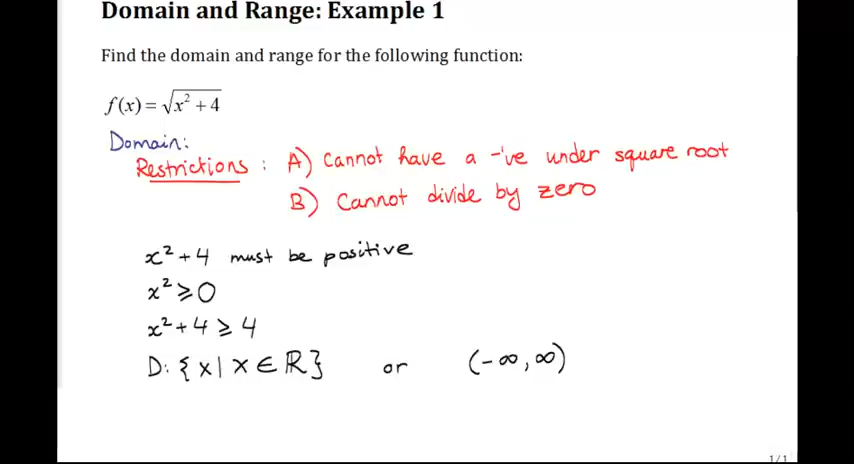 Domain and Range: Example 1
Find the domain and range for the following function:
f(x) = √(x² + 4)
Domain:
Restrictions : A) Cannot have a -'ve under square root
B) Cannot divide by zero
x² + 4 must be positive
x² ⩾ 0
x² + 4 ⩾ 4
D: { x | x ∈ ℝ } or (-∞, ∞)
1/1